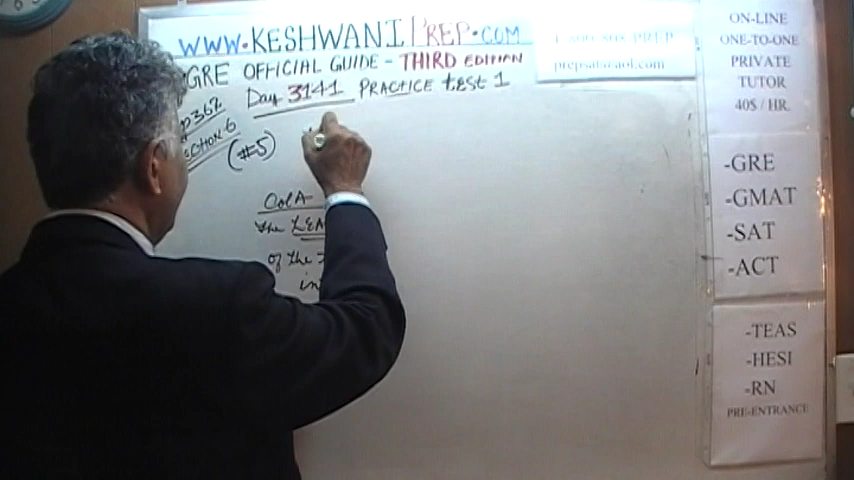 WWW.KESHWANIPREP.COM
GRE OFFICIAL GUIDE - THIRD EDITION
Day 3141 PRACTICE test 1
p362
SECTION 6
(#5)
Col A
the
of the
in
prepsat@aol.com
ON-LINE
ONE-TO-ONE
PRIVATE
TUTOR
40$ / HR.
-GRE
-GMAT
-SAT
-ACT
-TEAS
-HESI
-RN
PRE-ENTRANCE